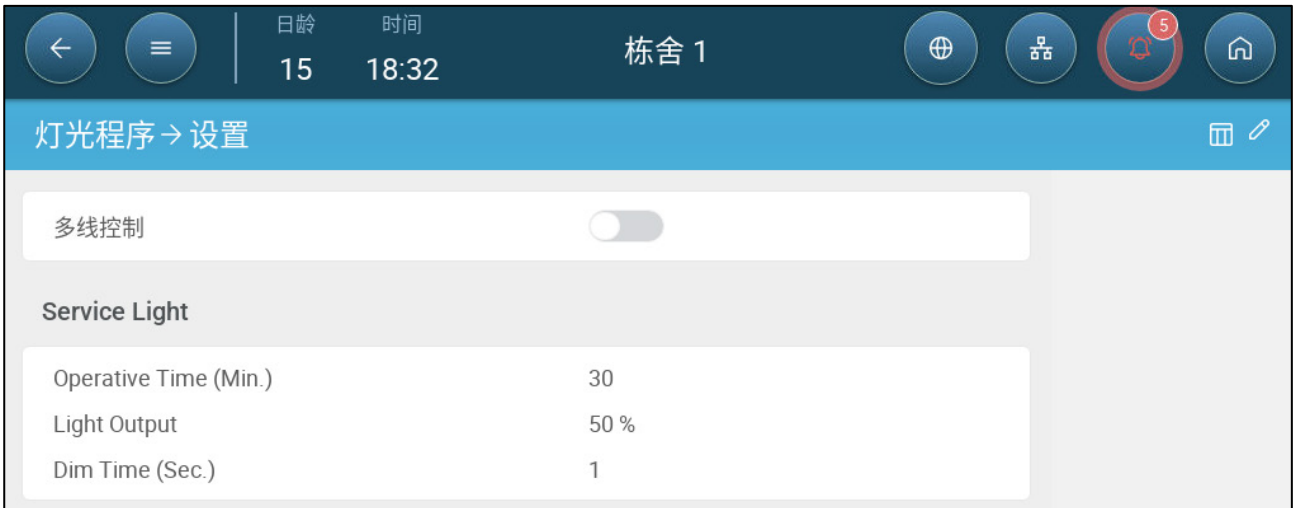 日龄 时间
15 18:32
栋舍 1
5
灯光程序→设置
多线控制
Service Light
Operative Time (Min.) 30
Light Output 50 %
Dim Time (Sec.) 1